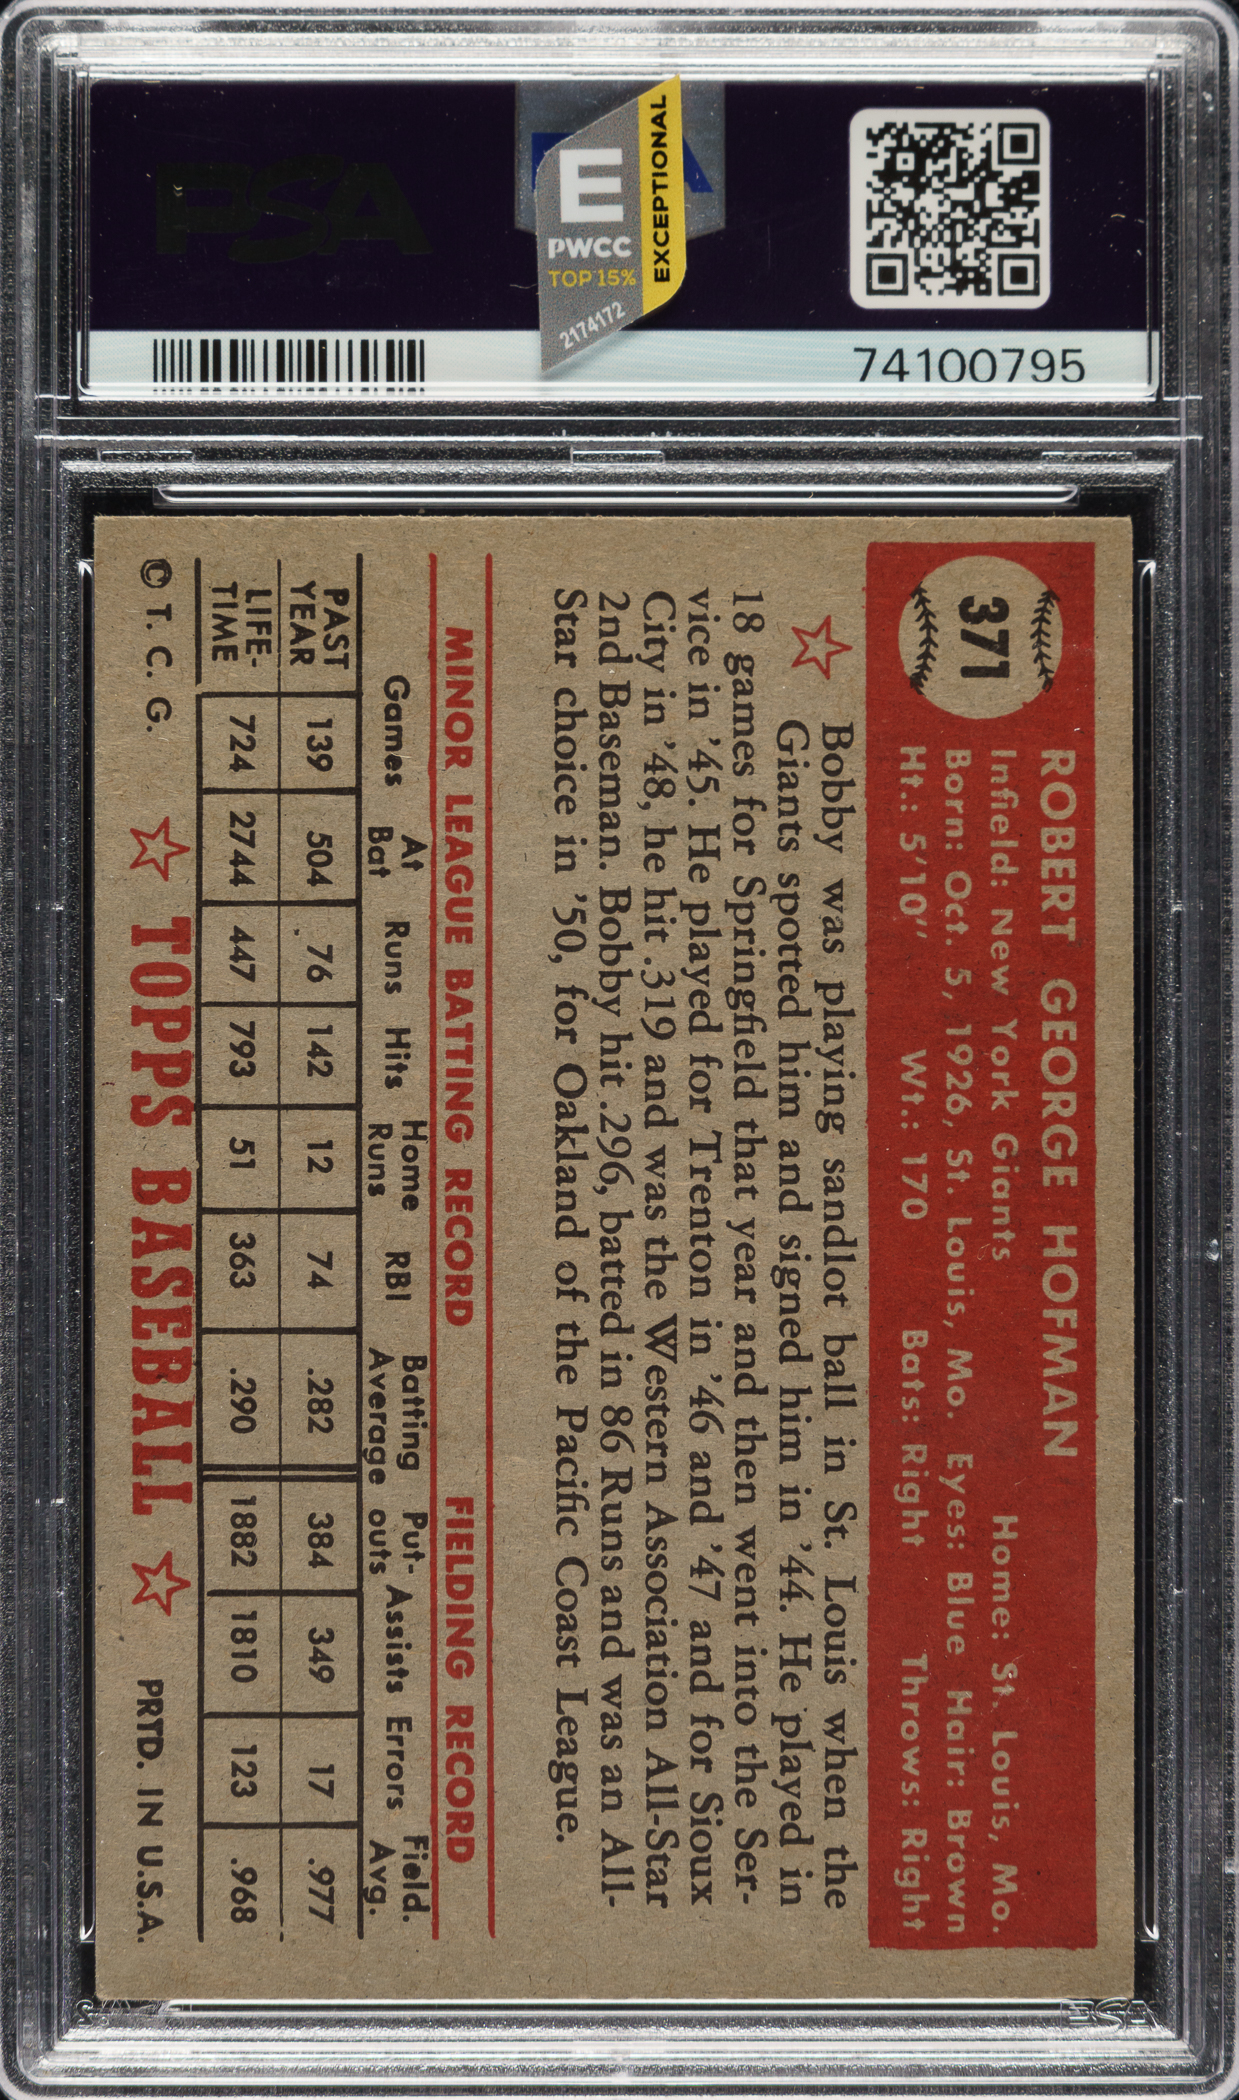 PSA
E
PWCC
TOP 15%
2174172
EXCEPTIONAL
74100795
371
ROBERT GEORGE HOFMAN
Infield: New York Giants Home: St. Louis, Mo.
Born: Oct. 5, 1926, St. Louis, Mo. Eyes: Blue Hair: Brown
Ht.: 5'10" Wt.: 170 Bats: Right Throws: Right
Bobby was playing sandlot ball in St. Louis when the
Giants spotted him and signed him in '44. He played in
18 games for Springfield that year and then went into the Ser-
vice in '45. He played for Trenton in '46 and '47 and for Sioux
City in '48, he hit .319 and was the Western Association All-Star
2nd Baseman. Bobby hit .296, batted in 86 Runs and was an All-
Star choice in '50, for Oakland of the Pacific Coast League.
MINOR LEAGUE BATTING RECORD FIELDING RECORD
Games At Bat Runs Hits Home Runs RBI Batting Average Put-outs Assists Errors Field. Avg.
PAST YEAR 139 504 76 142 12 74 .282 384 349 17 .977
LIFE-TIME 724 2744 447 793 51 363 .290 1882 1810 123 .968
© T. C. G. TOPPS BASEBALL PRTD. IN U.S.A.
PSA